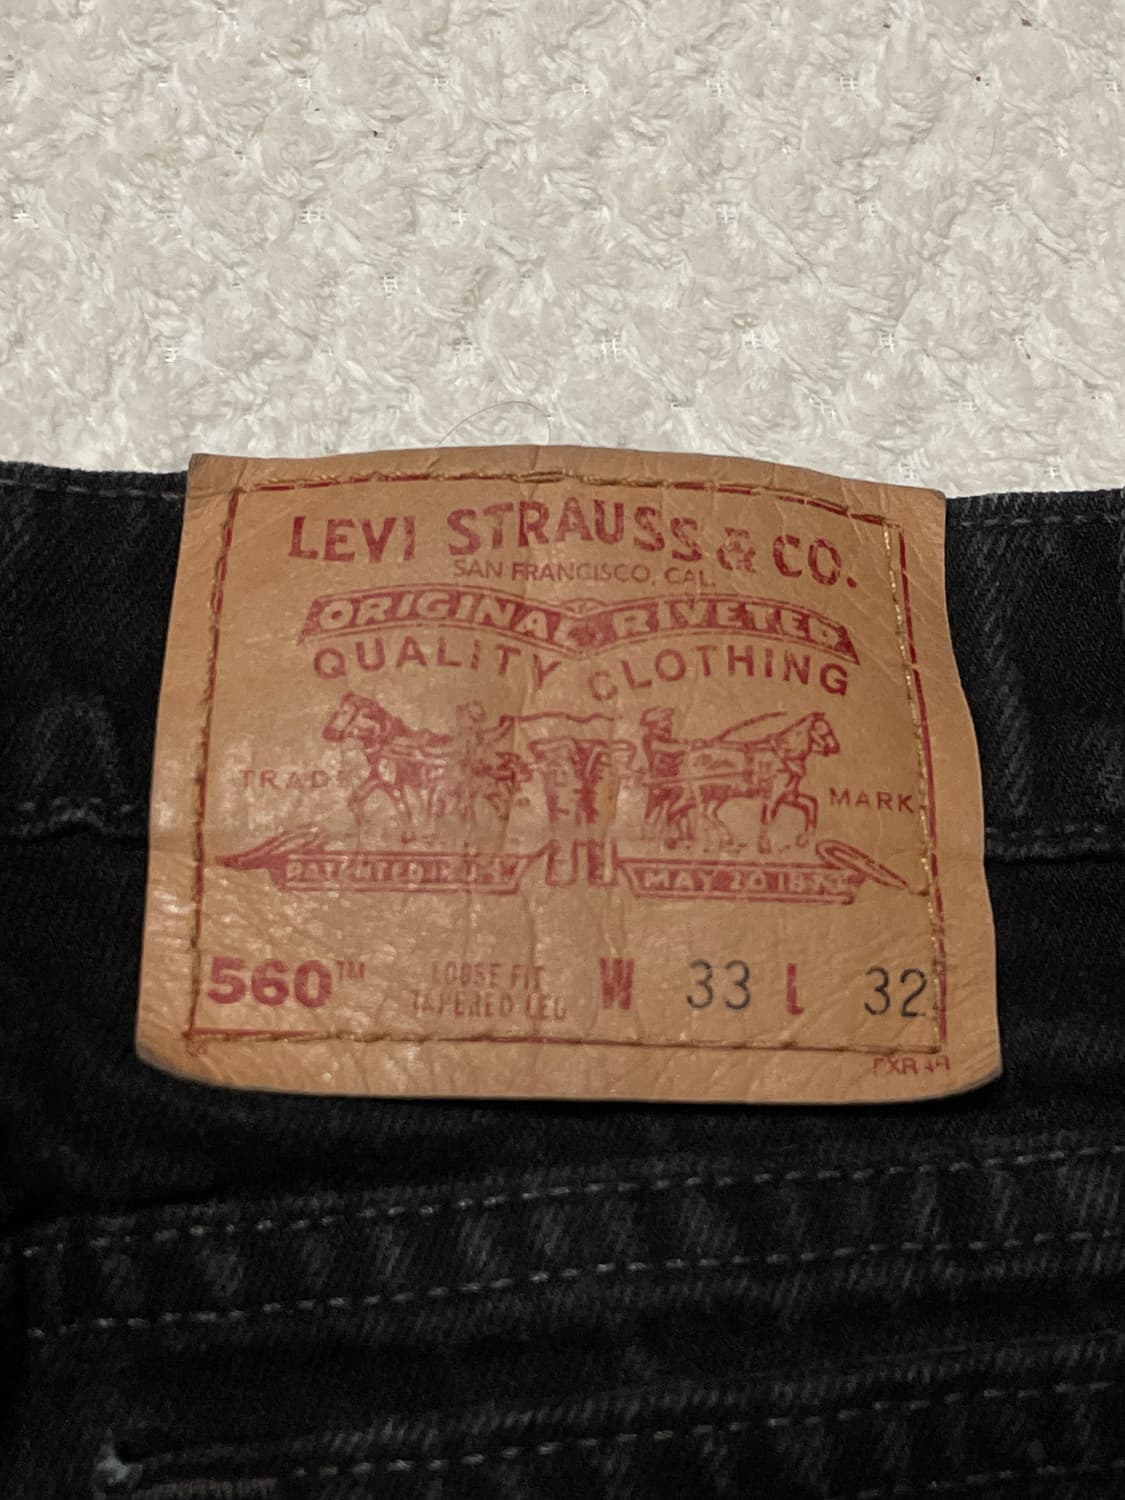 LEVI STRAUSS & CO.
SAN FRANCISCO, CAL.
ORIGINAL RIVETED
QUALITY CLOTHING
TRADE MARK
PATENTED IN U.S. MAY 20 1873
560™ LOOSE FIT W 33 L 32
TAPERED LEG